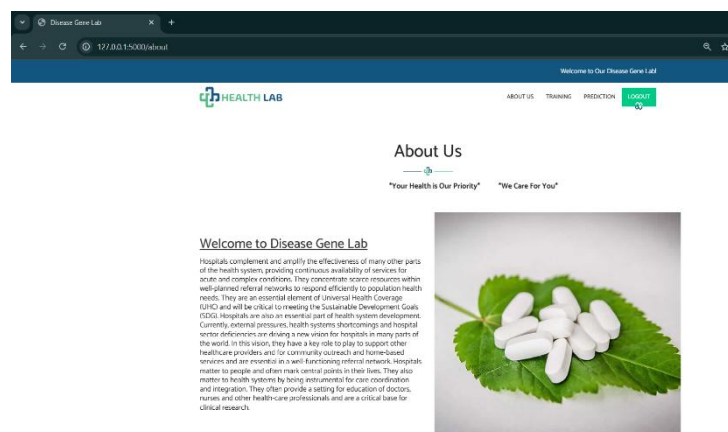 Disease Gene Lab
127.0.0.1:5000/about
Welcome to Our Disease Gene Lab!
HEALTH LAB
ABOUT US TRAINING PREDICTION LOGOUT
About Us
"Your Health is Our Priority" "We Care For You"
Welcome to Disease Gene Lab
Hospitals complement and amplify the effectiveness of many other parts
of the health system, providing continuous availability of services for
acute and complex conditions. They concentrate scarce resources within
well-planned referral networks to respond efficiently to population health
needs. They are an essential element of Universal Health Coverage
(UHC) and will be critical to meeting the Sustainable Development Goals
(SDG). Hospitals are also an essential part of health system development.
Currently, external pressures, health systems shortcomings and hospital
sector deficiencies are driving a new vision for hospitals in many parts of
the world. In this vision, they have a key role to play to support other
healthcare providers and for community outreach and home-based
services and are essential in a well-functioning referral network. Hospitals
matter to people and often mark central points in their lives. They also
matter to health systems by being instrumental for care coordination
and integration. They often provide a setting for education of doctors,
nurses and other health-care professionals and are a critical base for
clinical research.